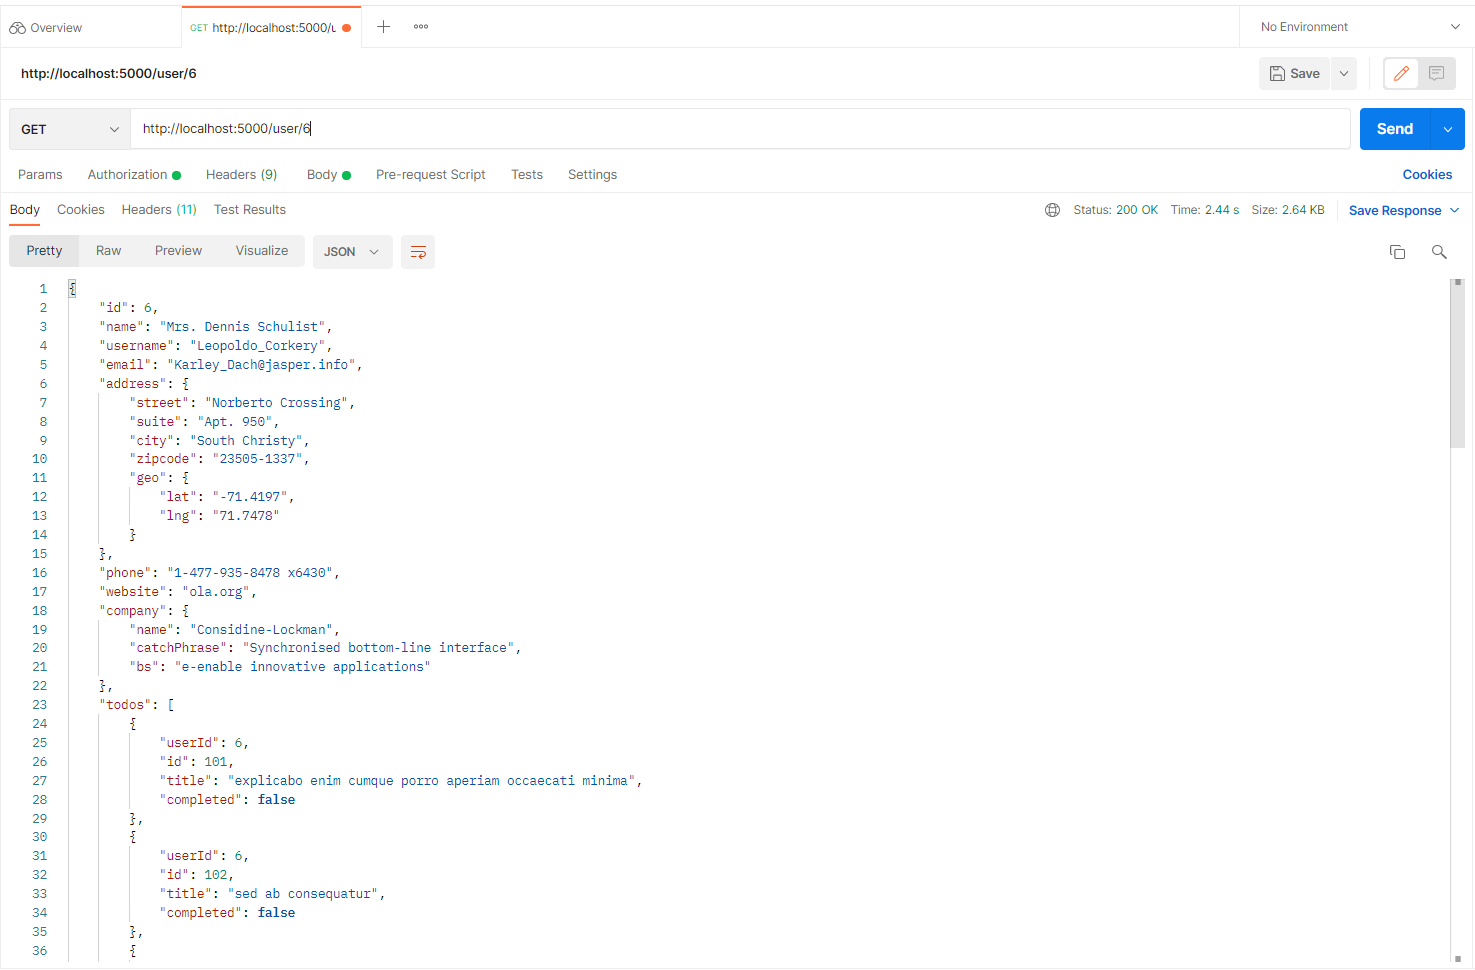 Overview
GET http://localhost:5000/u
No Environment
http://localhost:5000/user/6
Save
GET
http://localhost:5000/user/6
Send
Params Authorization Headers (9) Body Pre-request Script Tests Settings Cookies
Body Cookies Headers (11) Test Results Status: 200 OK Time: 2.44 s Size: 2.64 KB Save Response
Pretty Raw Preview Visualize JSON
1 {
2 "id": 6,
3 "name": "Mrs. Dennis Schulist",
4 "username": "Leopoldo_Corkery",
5 "email": "Karley_Dach@jasper.info",
6 "address": {
7 "street": "Norberto Crossing",
8 "suite": "Apt. 950",
9 "city": "South Christy",
10 "zipcode": "23505-1337",
11 "geo": {
12 "lat": "-71.4197",
13 "lng": "71.7478"
14 }
15 },
16 "phone": "1-477-935-8478 x6430",
17 "website": "ola.org",
18 "company": {
19 "name": "Considine-Lockman",
20 "catchPhrase": "Synchronised bottom-line interface",
21 "bs": "e-enable innovative applications"
22 },
23 "todos": [
24 {
25 "userId": 6,
26 "id": 101,
27 "title": "explicabo enim cumque porro aperiam occaecati minima",
28 "completed": false
29 },
30 {
31 "userId": 6,
32 "id": 102,
33 "title": "sed ab consequatur",
34 "completed": false
35 },
36 {